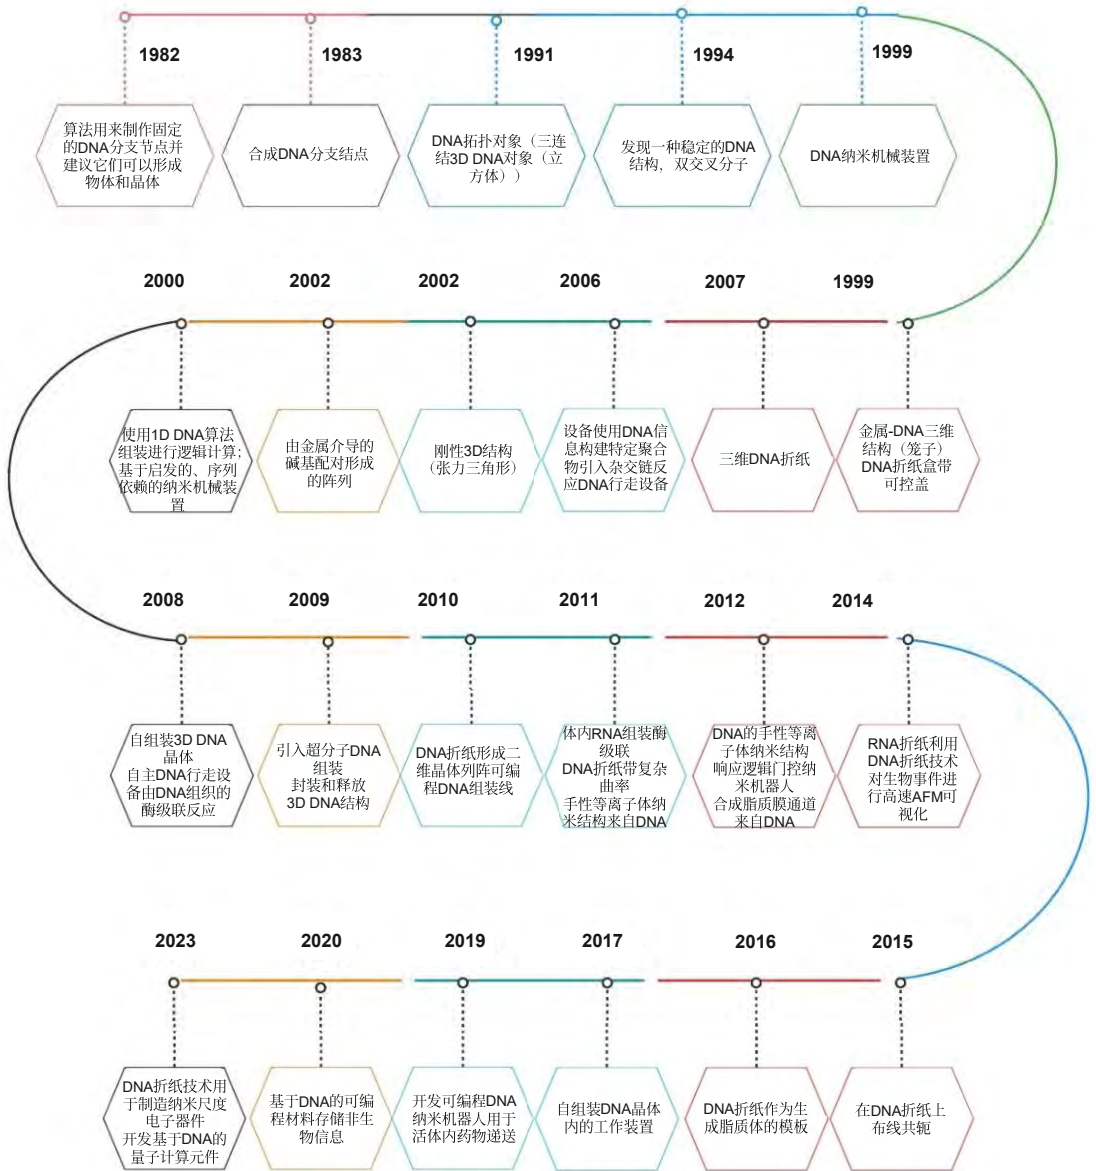 1982
1983
1991
1994
1999
算法用来制作固定
的DNA分支节点并
建议它们可以形成
物体和晶体
合成DNA分支结点
DNA拓扑对象（三连
结3D DNA对象（立
方体））
发现一种稳定的DNA
结构，双交叉分子
DNA纳米机械装置
2000
2002
2002
2006
2007
1999
使用1D DNA算法
组装进行逻辑计算；
基于启发的、序列
依赖的纳米机械装
置
由金属介导的
碱基配对形成
的阵列
刚性3D结构
（张力三角形）
设备使用DNA信
息构建特定聚合
物引入杂交链反
应DNA行走设备
三维DNA折纸
金属-DNA三维
结构（笼子）
DNA折纸盒带
可控盖
2008
2009
2010
2011
2012
2014
自组装3D DNA
晶体
自主DNA行走设
备由DNA组织的
酶级联反应
引入超分子DNA
组装
封装和释放
3D DNA结构
DNA折纸形成二
维晶体列阵可编
程DNA组装线
体内RNA组装酶
级联
DNA折纸带复杂
曲率
手性等离子体纳
米结构来自DNA
DNA的手性等离
子体纳米结构
响应逻辑门控纳
米机器人
合成脂质膜通道
来自DNA
RNA折纸利用
DNA折纸技术
对生物事件进
行高速AFM可
视化
2023
2020
2019
2017
2016
2015
DNA折纸技术用
于制造纳米尺度
电子器件
开发基于DNA的
量子计算元件
基于DNA的可编
程材料存储非生
物信息
开发可编程DNA
纳米机器人用于
活体内药物递送
自组装DNA晶体
内的工作装置
DNA折纸作为生
成脂质体的模板
在DNA折纸上
布线共轭